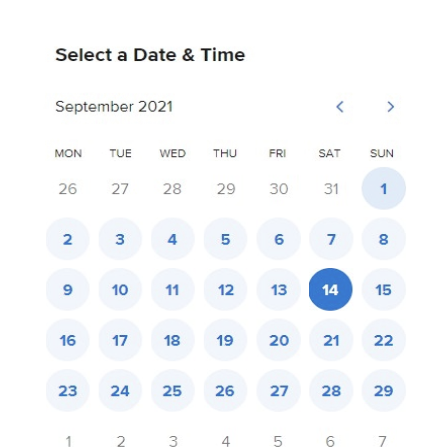 Select a Date & Time
September 2021
MON TUE WED THU FRI SAT SUN
26 27 28 29 30 31 1
2 3 4 5 6 7 8
9 10 11 12 13 14 15
16 17 18 19 20 21 22
23 24 25 26 27 28 29
1 2 3 4 5 6 7